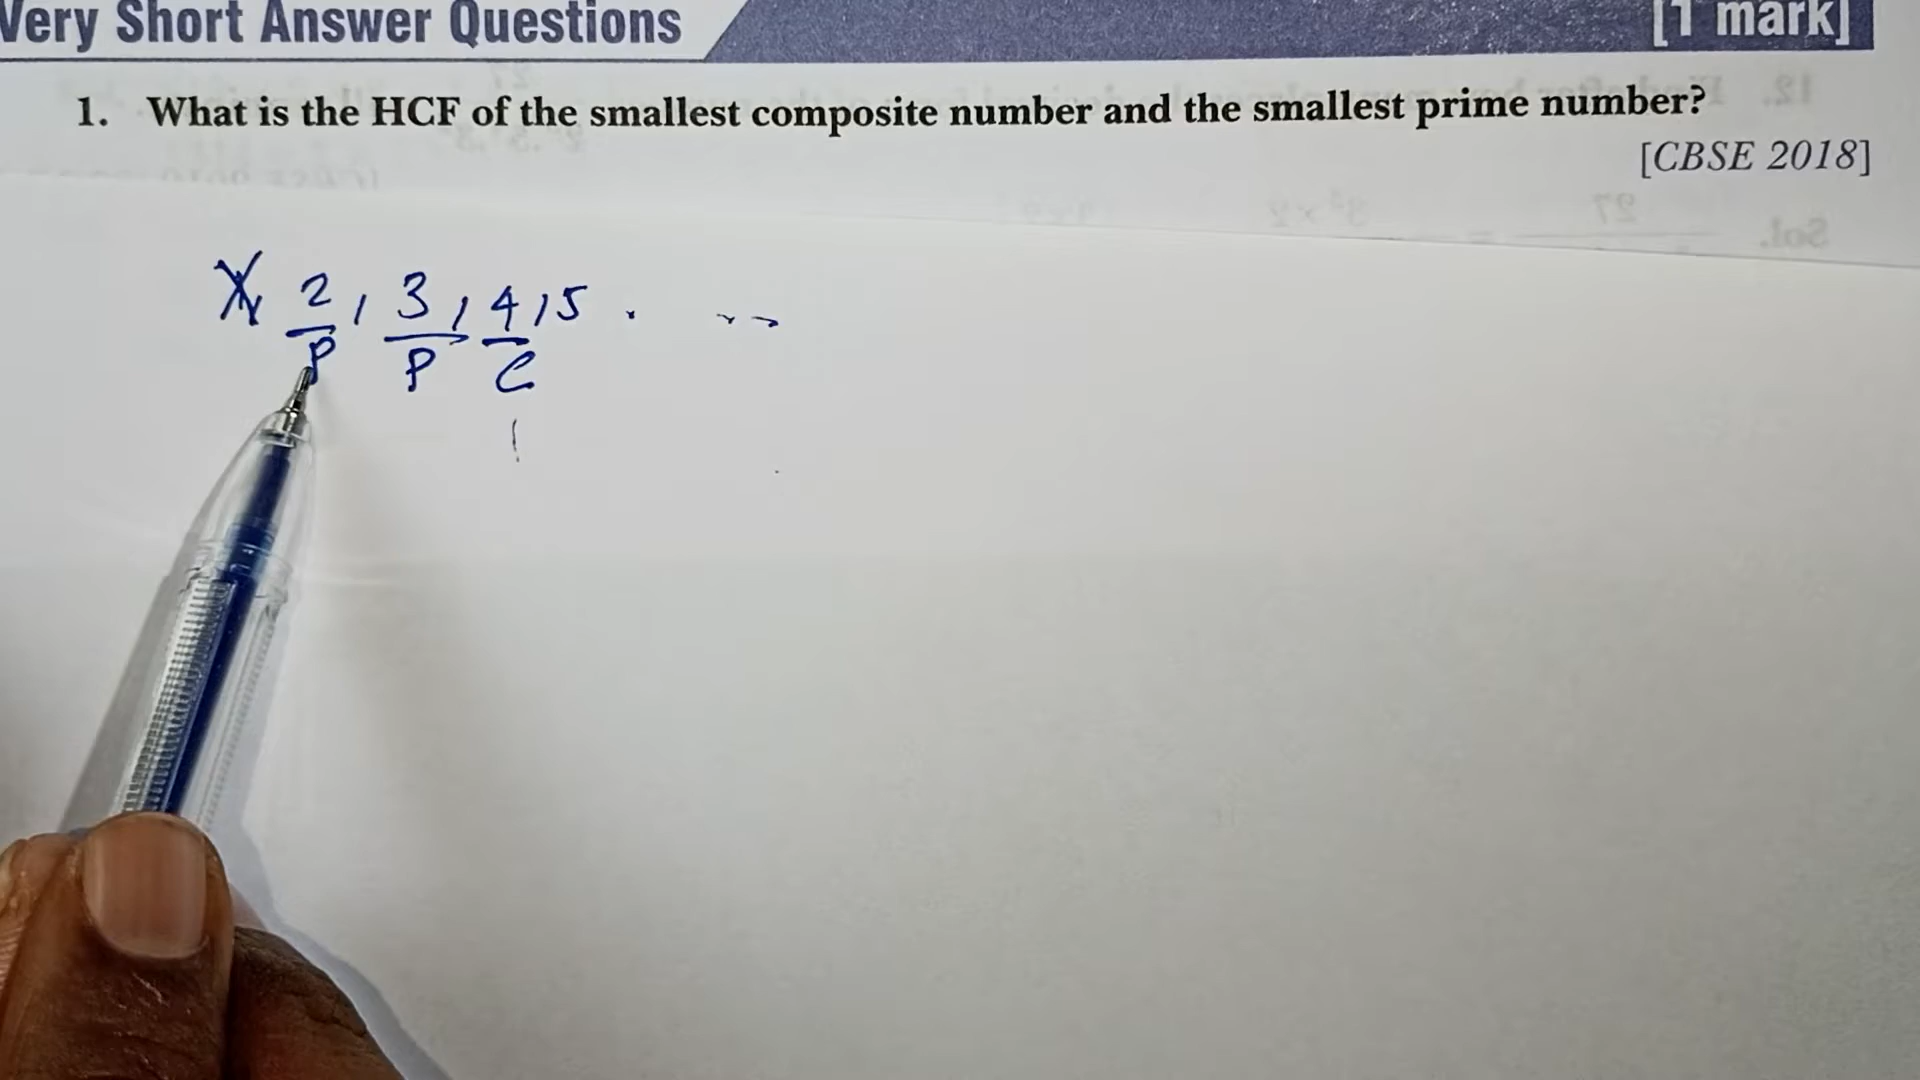 Very Short Answer Questions [1 mark]
1. What is the HCF of the smallest composite number and the smallest prime number?
[CBSE 2018]
2, 3, 4, 5 . . .
P P C